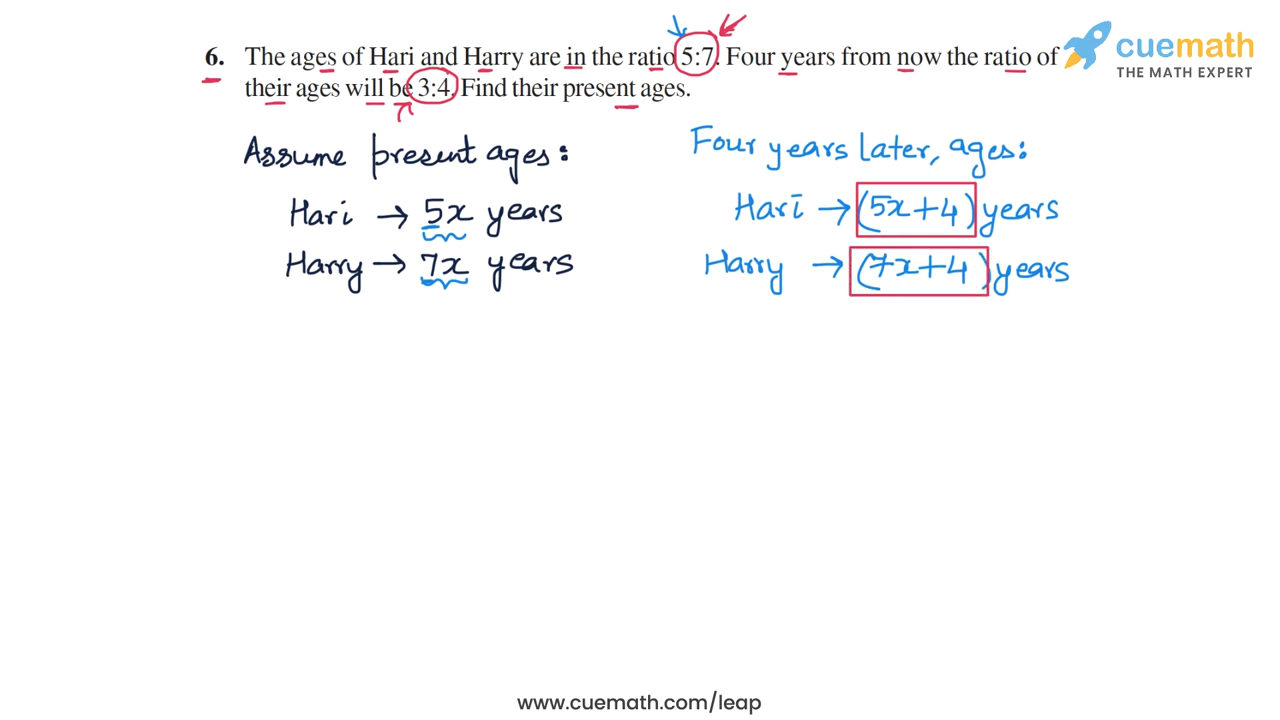 6. The ages of Hari and Harry are in the ratio 5:7. Four years from now the ratio of
their ages will be 3:4. Find their present ages.
cuemath
THE MATH EXPERT
Assume present ages:
Hari → 5x years
Harry → 7x years
Four years later, ages:
Hari → (5x+4) years
Harry → (7x+4) years
www.cuemath.com/leap